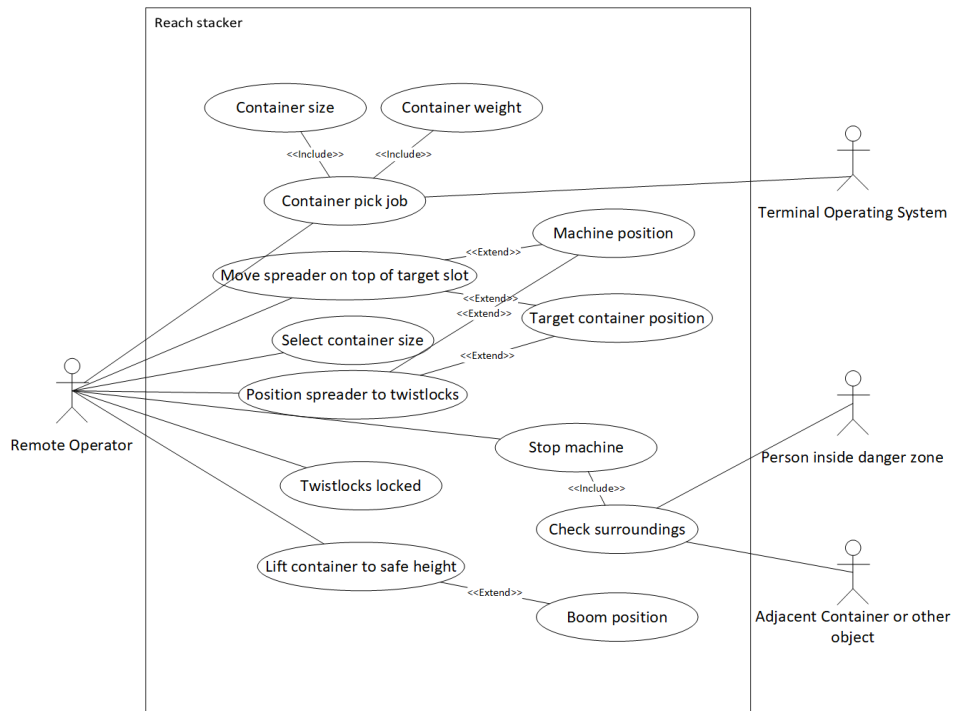 Reach stacker
Container size
Container weight
<<Include>>
<<Include>>
Container pick job
Terminal Operating System
Machine position
<<Extend>>
Move spreader on top of target slot
<<Extend>>
<<Extend>>
Target container position
Select container size
<<Extend>>
Position spreader to twistlocks
Remote Operator
Stop machine
Person inside danger zone
Twistlocks locked
<<Include>>
Check surroundings
Lift container to safe height
<<Extend>>
Boom position
Adjacent Container or other
object